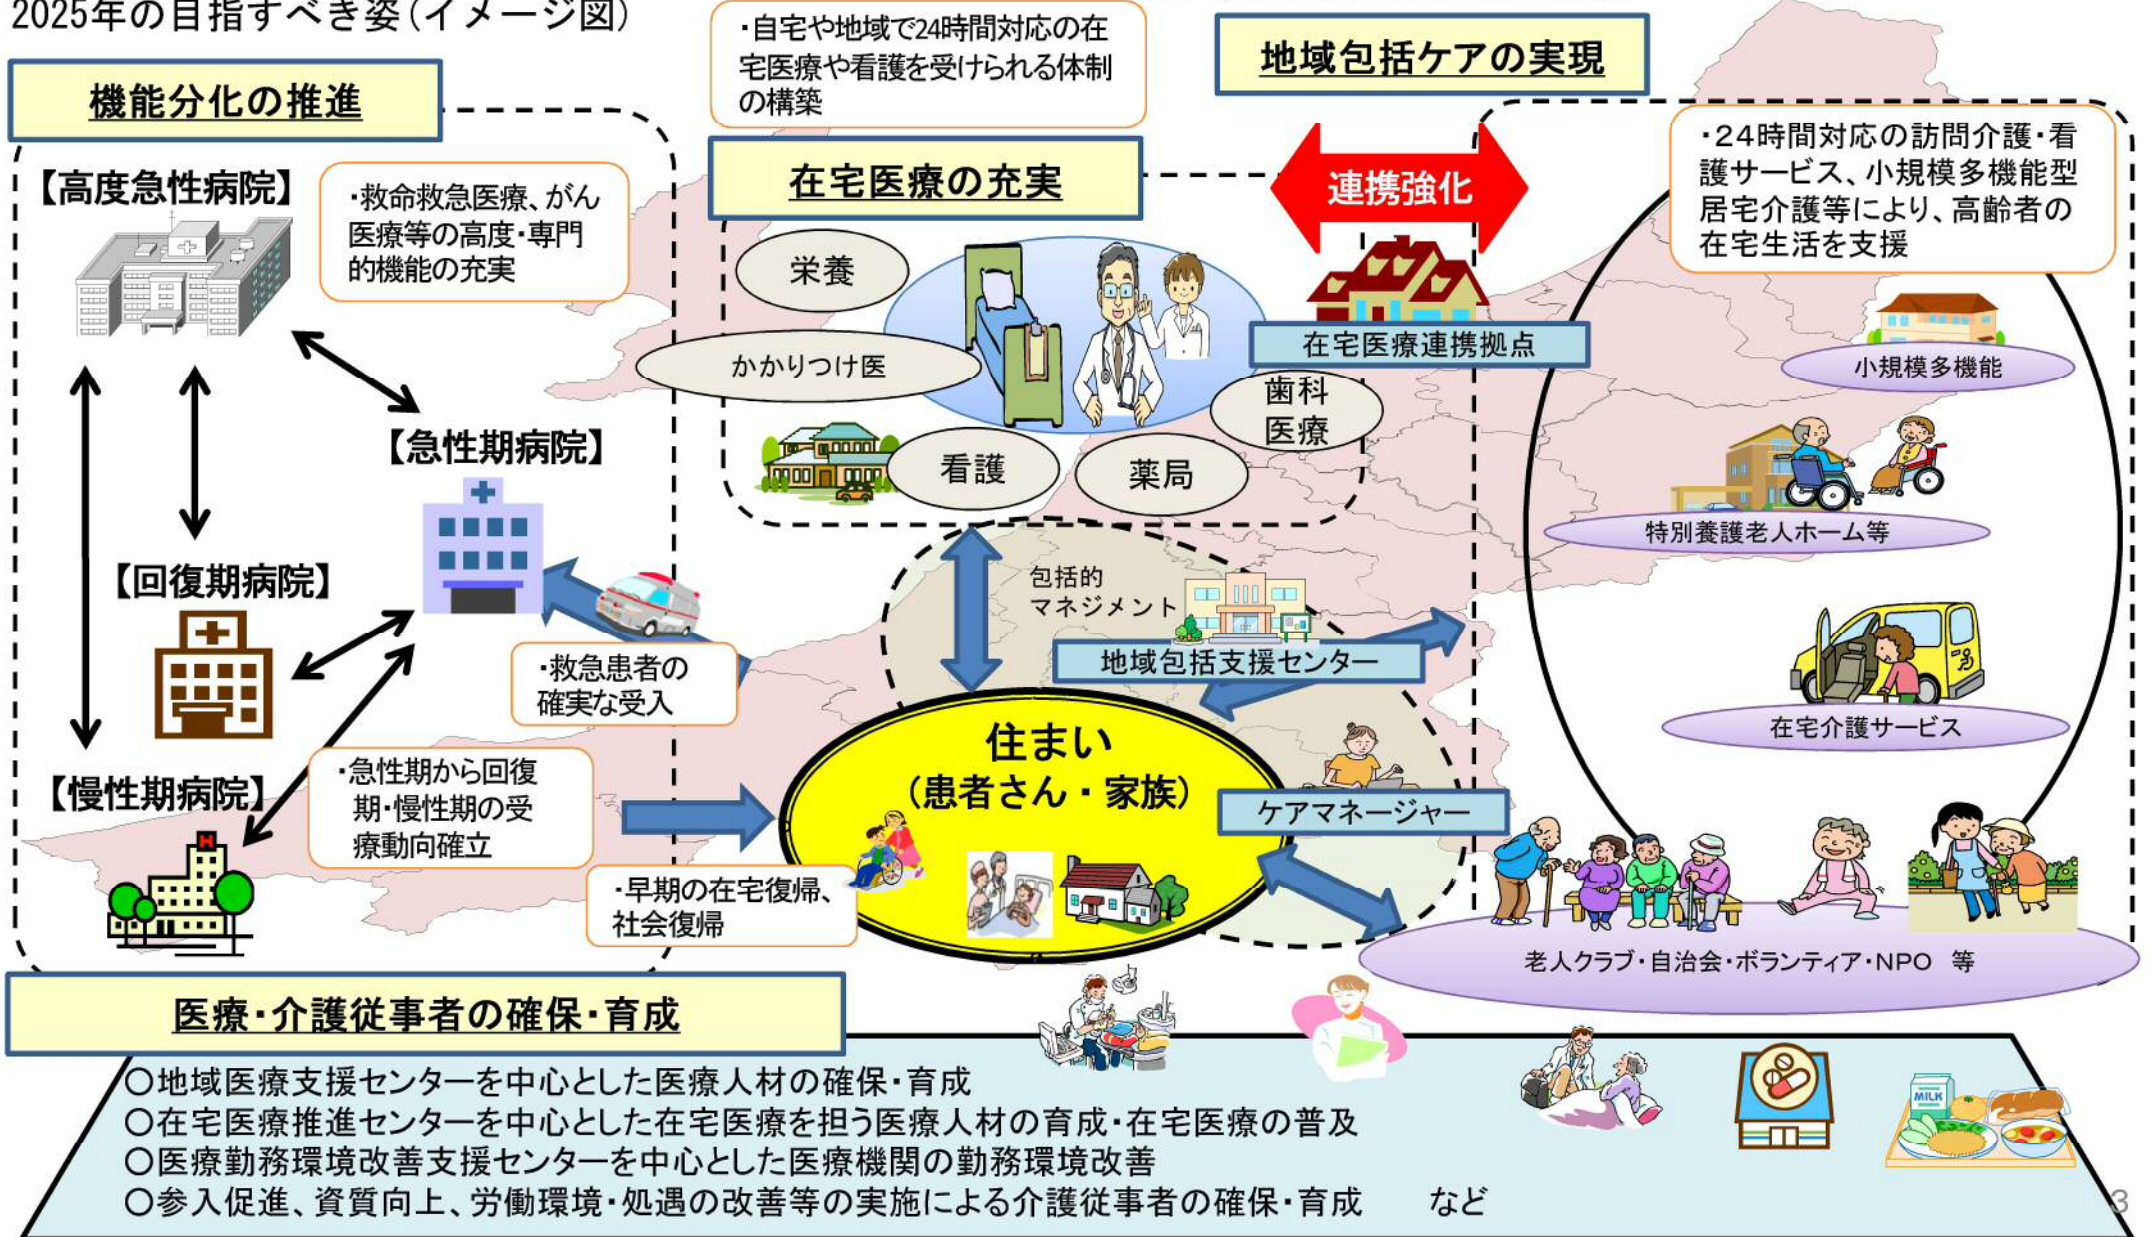 2025年の目指すべき姿(イメージ図)
機能分化の推進
【高度急性病院】
・救命救急医療、がん
医療等の高度・専門
的機能の充実
【急性期病院】
【回復期病院】
【慢性期病院】
・救急患者の
確実な受入
・急性期から回復
期・慢性期の受
療動向確立
・早期の在宅復帰、
社会復帰
・自宅や地域で24時間対応の在
宅医療や看護を受けられる体制
の構築
在宅医療の充実
栄養
かかりつけ医
看護
薬局
歯科
医療
在宅医療連携拠点
連携強化
地域包括ケアの実現
・24時間対応の訪問介護・看
護サービス、小規模多機能型
居宅介護等により、高齢者の
在宅生活を支援
小規模多機能
特別養護老人ホーム等
在宅介護サービス
老人クラブ・自治会・ボランティア・NPO 等
包括的
マネジメント
地域包括支援センター
住まい
(患者さん・家族)
ケアマネージャー
医療・介護従事者の確保・育成
〇地域医療支援センターを中心とした医療人材の確保・育成
〇在宅医療推進センターを中心とした在宅医療を担う医療人材の育成・在宅医療の普及
〇医療勤務環境改善支援センターを中心とした医療機関の勤務環境改善
〇参入促進、資質向上、労働環境・処遇の改善等の実施による介護従事者の確保・育成 など
H
MILK
3